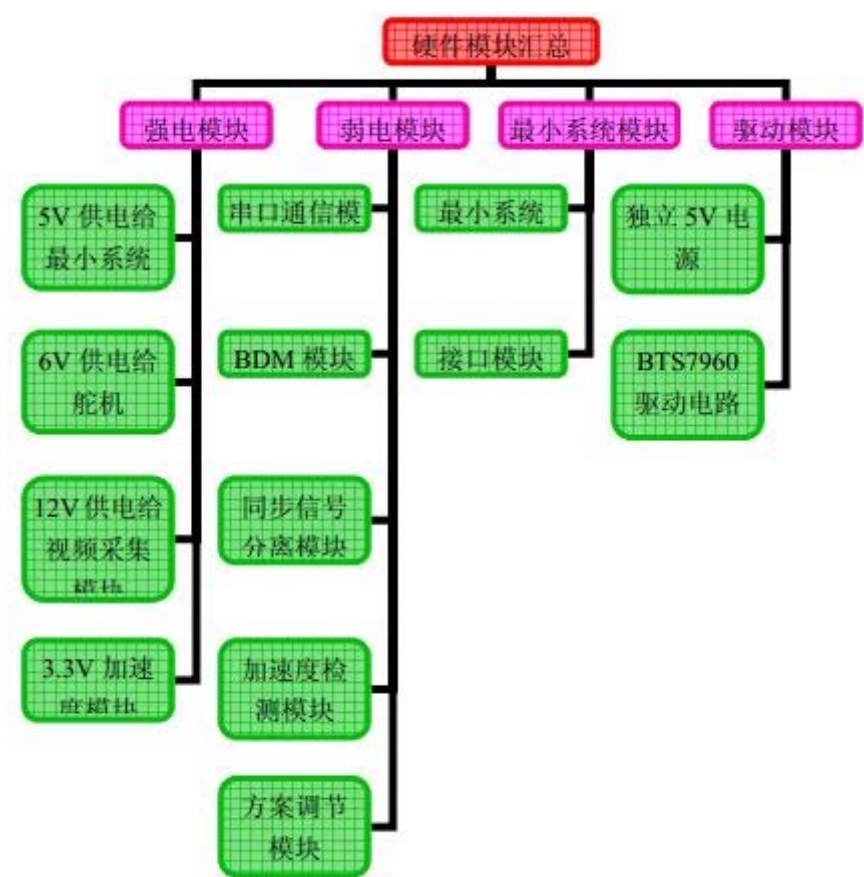 硬件模块汇总
强电模块
弱电模块
最小系统模块
驱动模块
5V 供电给
最小系统
6V 供电给
舵机
12V 供电给
视频采集
模块
3.3V 加速
度模块
串口通信模
BDM 模块
同步信号
分离模块
加速度检
测模块
方案调节
模块
最小系统
接口模块
独立 5V 电
源
BTS7960
驱动电路